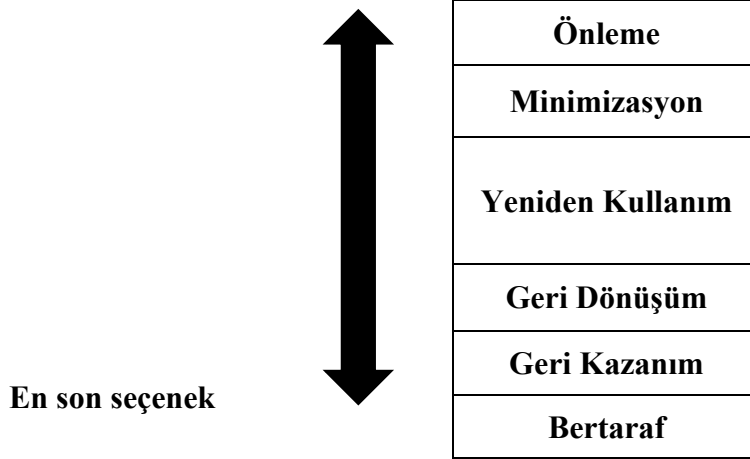 Önleme
Minimizasyon
Yeniden Kullanım
Geri Dönüşüm
Geri Kazanım
En son seçenek
Bertaraf